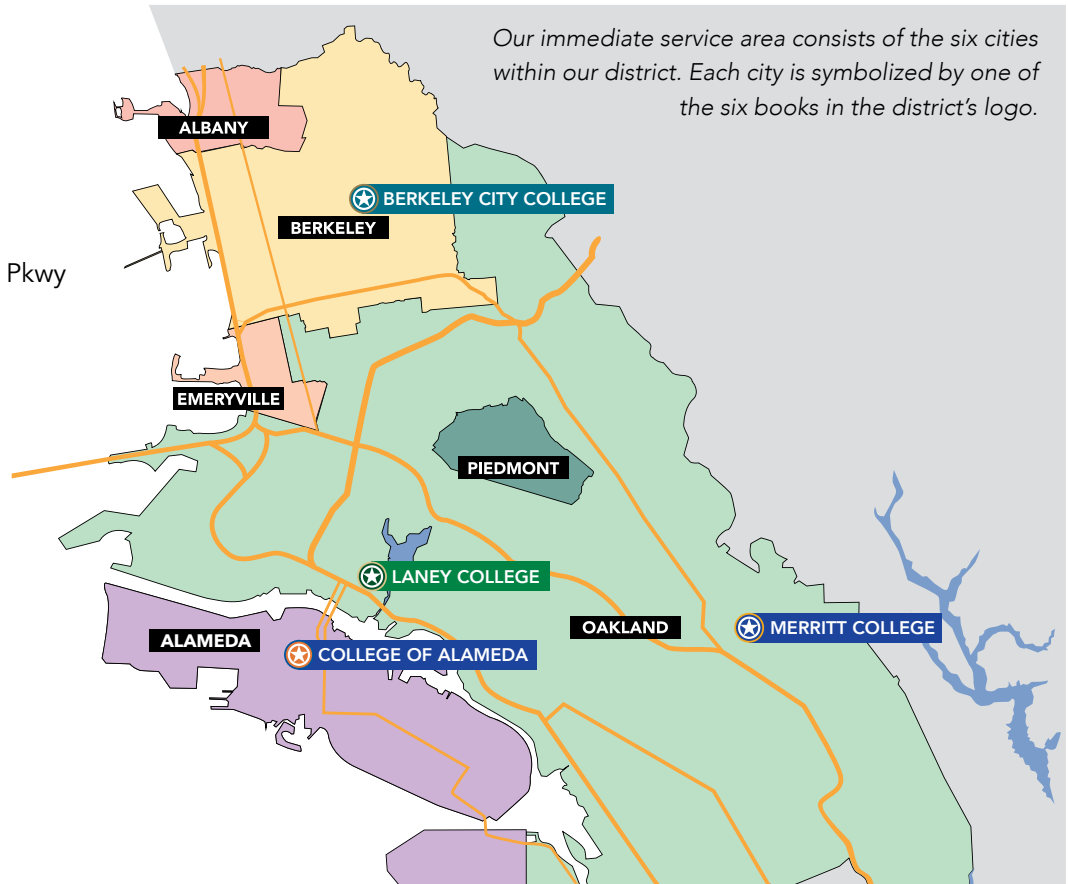 Our immediate service area consists of the six cities
within our district. Each city is symbolized by one of
the six books in the district's logo.
ALBANY
BERKELEY CITY COLLEGE
BERKELEY
Pkwy
EMERYVILLE
PIEDMONT
LANEY COLLEGE
OAKLAND
MERRITT COLLEGE
ALAMEDA
COLLEGE OF ALAMEDA